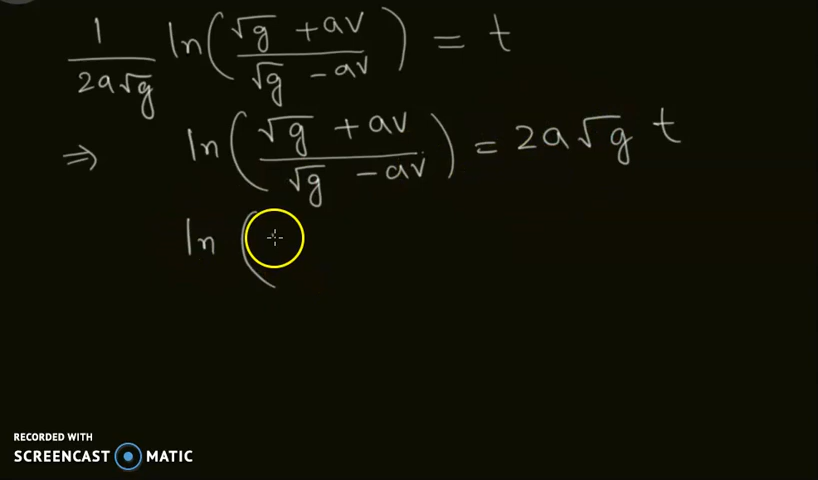 1/(2a√g) ln((√g + av)/(√g - av)) = t
⇒ ln((√g + av)/(√g - av)) = 2a√g t
ln (
RECORDED WITH
SCREENCAST MATIC